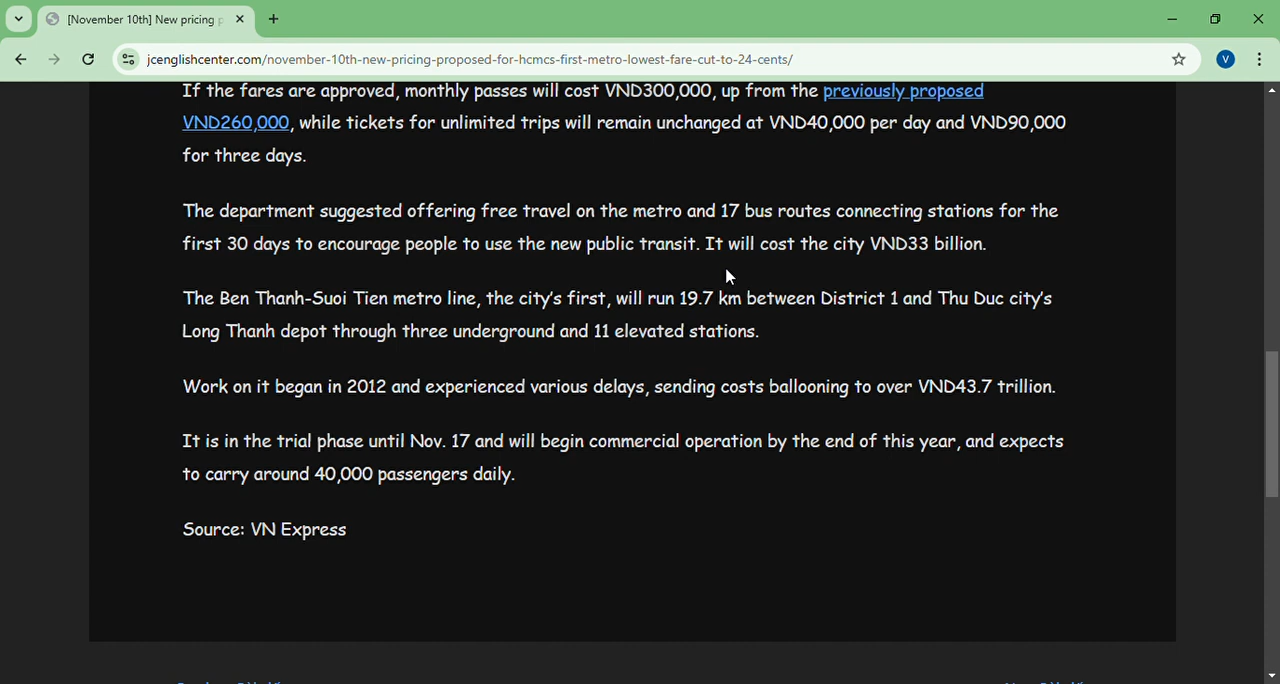 [November 10th] New pricing p
jcenglishcenter.com/november-10th-new-pricing-proposed-for-hcmcs-first-metro-lowest-fare-cut-to-24-cents/
V
If the fares are approved, monthly passes will cost VND300,000, up from the previously proposed
VND260,000, while tickets for unlimited trips will remain unchanged at VND40,000 per day and VND90,000
for three days.
The department suggested offering free travel on the metro and 17 bus routes connecting stations for the
first 30 days to encourage people to use the new public transit. It will cost the city VND33 billion.
The Ben Thanh-Suoi Tien metro line, the city's first, will run 19.7 km between District 1 and Thu Duc city's
Long Thanh depot through three underground and 11 elevated stations.
Work on it began in 2012 and experienced various delays, sending costs ballooning to over VND43.7 trillion.
It is in the trial phase until Nov. 17 and will begin commercial operation by the end of this year, and expects
to carry around 40,000 passengers daily.
Source: VN Express